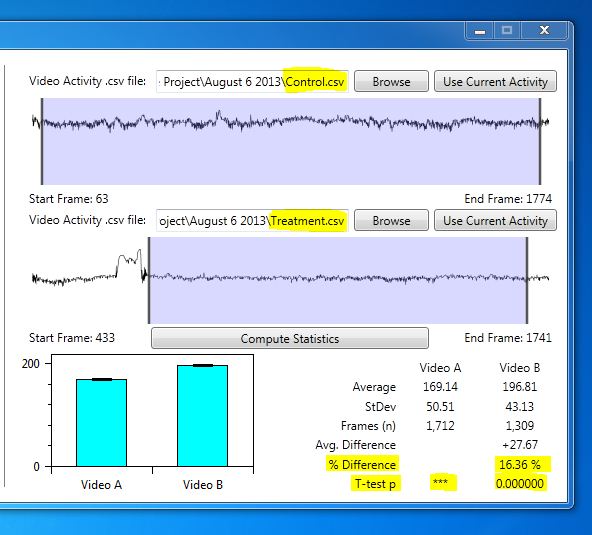 Video Activity .csv file: · Project\August 6 2013\Control.csv Browse Use Current Activity
Start Frame: 63 End Frame: 1774
Video Activity .csv file: oject\August 6 2013\Treatment.csv Browse Use Current Activity
Start Frame: 433 Compute Statistics End Frame: 1741
200
0
Video A Video B
Video A Video B
Average 169.14 196.81
StDev 50.51 43.13
Frames (n) 1,712 1,309
Avg. Difference +27.67
% Difference 16.36 %
T-test p *** 0.000000